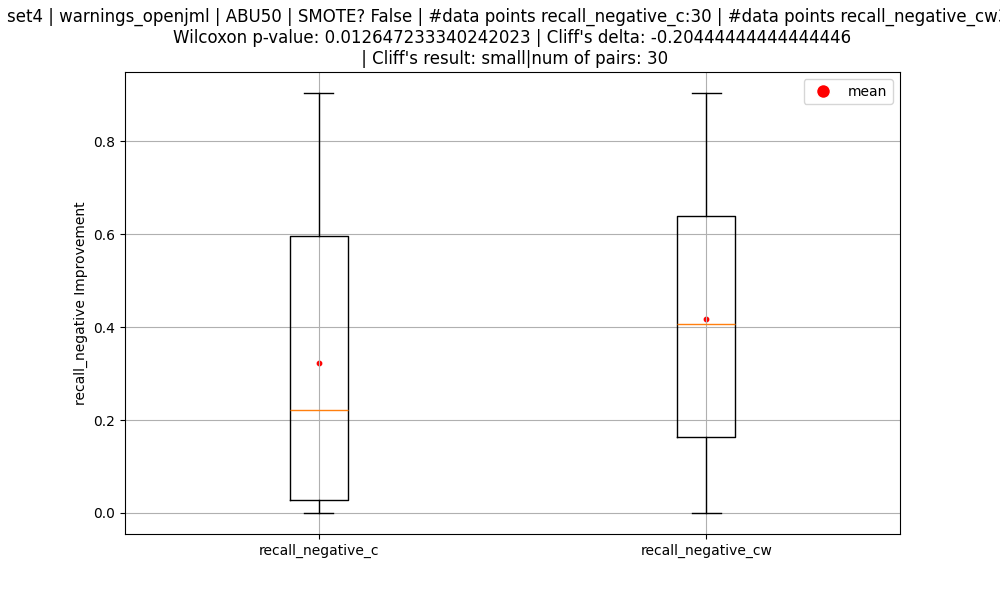 set4 | warnings_openjml | ABU50 | SMOTE? False | #data points recall_negative_c:30 | #data points recall_negative_cw
Wilcoxon p-value: 0.012647233340242023 | Cliff's delta: -0.20444444444444446
| Cliff's result: small|num of pairs: 30
mean
0.8
0.6
0.4
0.2
0.0
recall_negative Improvement
recall_negative_c
recall_negative_cw